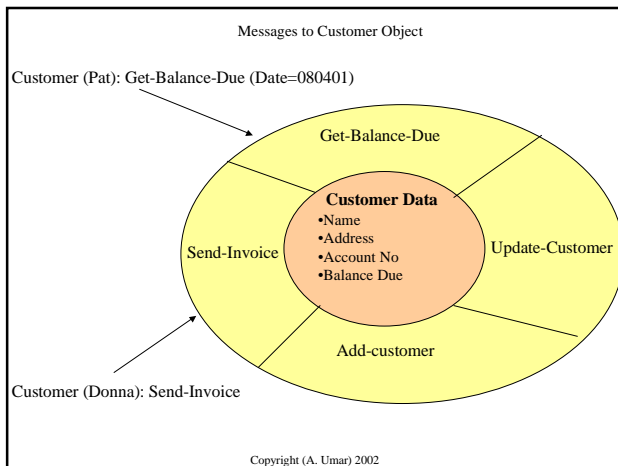 Messages to Customer Object
Customer (Pat): Get-Balance-Due (Date=080401)
Get-Balance-Due
Customer Data
•Name
•Address
•Account No
•Balance Due
Send-Invoice
Update-Customer
Add-customer
Customer (Donna): Send-Invoice
Copyright (A. Umar) 2002